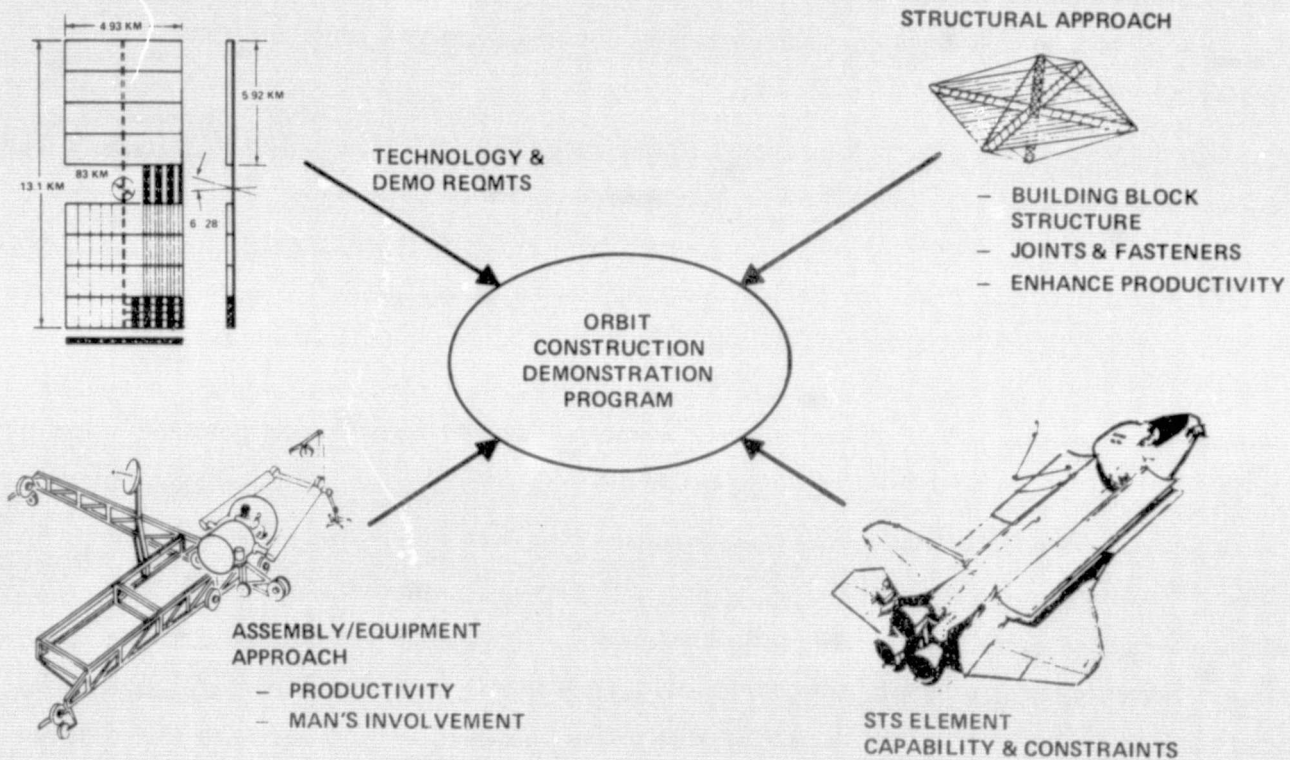 4.93 KM
5 92 KM
13.1 KM
83 KM
6 28
TECHNOLOGY &
DEMO REQMTS
STRUCTURAL APPROACH
– BUILDING BLOCK
STRUCTURE
– JOINTS & FASTENERS
– ENHANCE PRODUCTIVITY
ORBIT
CONSTRUCTION
DEMONSTRATION
PROGRAM
ASSEMBLY/EQUIPMENT
APPROACH
– PRODUCTIVITY
– MAN'S INVOLVEMENT
STS ELEMENT
CAPABILITY & CONSTRAINTS